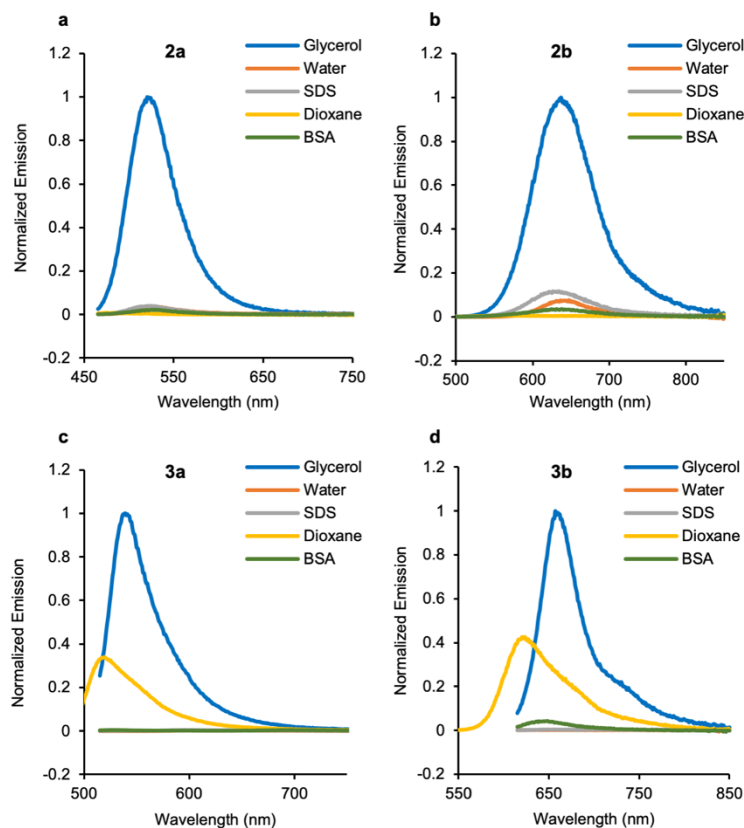 a
2a
Glycerol
Water
SDS
Dioxane
BSA
Normalized Emission
1.2
1
0.8
0.6
0.4
0.2
0
-0.2
450
550
650
750
Wavelength (nm)
b
2b
Glycerol
Water
SDS
Dioxane
BSA
Normalized Emission
1.2
1
0.8
0.6
0.4
0.2
0
-0.2
500
600
700
800
Wavelength (nm)
c
3a
Glycerol
Water
SDS
Dioxane
BSA
Normalized Emission
1.2
1
0.8
0.6
0.4
0.2
0
-0.2
500
600
700
Wavelength (nm)
d
3b
Glycerol
Water
SDS
Dioxane
BSA
Normalized Emission
1.2
1
0.8
0.6
0.4
0.2
0
-0.2
550
650
750
850
Wavelength (nm)